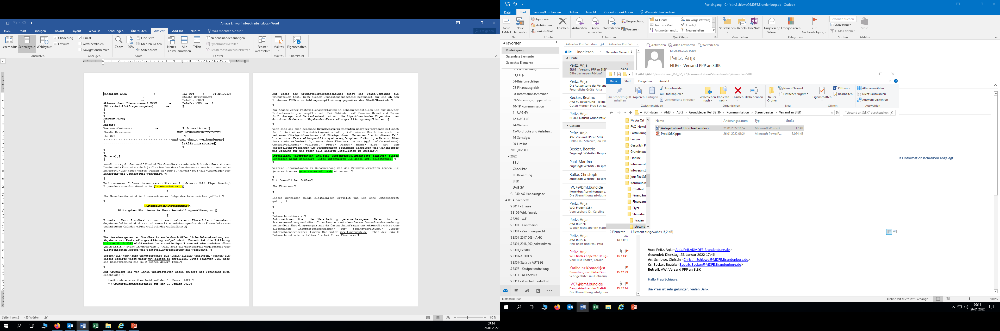 Anlage Entwurf Infoschreiben.docx - Word
Datei Start Einfügen Entwurf Layout Verweise Sendungen Überprüfen Ansicht Add-Ins eNorm Was möchten Sie tun? Freigeben
Lesemodus Seitenlayout Weblayout
Gliederung
Entwurf
Ansichten
Lineal
Gitternetzlinien
Navigationsbereich
Anzeigen
Zoom 100%
Eine Seite
Mehrere Seiten
Seitenbreite
Zoom
Neues Fenster
Alle anordnen
Teilen
Nebeneinander anzeigen
Synchrones Scrollen
Fensterposition zurücksetzen
Fenster wechseln
Fenster
Makros
Makros
Eigenschaften
SharePoint
Finanzamt XXXX PLZ Ort TT.MM.JJJJ¶
Straße Hausnummer¶
Telefon XXXX¶
Aktenzeichen [Steuernummer] XXXX Telefax XXXX ¶
(Bitte bei Rückfragen angeben)
Finanzamt, XXXX¶
Anrede¶
Vorname Nachname Informationen¶
Straße Hausnummer zur Grundsteuerreform¶
PLZ Ort ¶
und zur damit verbundenen¶
Erklärungsabgabe¶
[Anrede],¶
zum Stichtag 1. Januar 2022 wird Ihr Grundbesitz (Grundstück oder Betrieb der
Land- und Forstwirtschaft) für Zwecke der Grundsteuer neu bzw. erstmals
bewertet. Die neuen Werte werden ab dem 1. Januar 2025 als Grundlage zur
Bemessung der Grundsteuer verwendet. ¶
Nach unseren Informationen waren Sie am 1. Januar 2022 Eigentümerin/
Eigentümer von Grundbesitz in [Lagebezeichnung]¶
Ihr Grundbesitz wird im Finanzamt unter folgendem Aktenzeichen geführt:¶
[Aktenzeichen/Steuernummer]¶
Bitte geben Sie dieses in Ihrer Feststellungserklärung an.¶
Hinweis: Der Grundbesitz kann aus mehreren Flurstücken bestehen.
Gegebenenfalls sind die zu diesem Aktenzeichen gehörenden Flurstücke aus
technischen Gründen nicht vollständig aufgeführt.¶
Für den oben genannten Grundbesitz wurde durch öffentliche Bekanntmachung zur
Abgabe einer Feststellungserklärung aufgefordert. Danach ist die Erklärung
bis zum 31.10.2022 elektronisch beim zuständigen Finanzamt einzureichen. Über
„Mein ELSTER“ steht Ihnen ab dem 1. Juli 2022 die kostenfreie Möglichkeit der
elektronischen Abgabe der Feststellungserklärung zur Verfügung. ¶
Sofern Sie noch kein Benutzerkonto für „Mein ELSTER“ besitzen, können Sie
dieses bereits jetzt unter www.elster.de erstellen. Bitte beachten Sie, dass
die Registrierung bis zu 2 Wochen dauern kann.¶
Auf Grundlage der von Ihnen übermittelten Daten erlässt das Finanzamt zwei
Bescheide: ¶
Grundsteuerwertbescheid auf den 1. Januar 2022 ¶
Grundsteuermessbescheid auf den 1. Januar 2025¶
Auf Basis des Grundsteuermessbescheides setzt die Stadt/Gemeinde die
Grundsteuer fest. Erst dieser Grundsteuerbescheid begründet für Sie ab dem
1. Januar 2025 eine Zahlungsverpflichtung gegenüber der Stadt/Gemeinde.¶
Zur Abgabe einer Feststellungserklärung in Erbbaurechtsfällen ist nur die/der
Erbbauberechtigte verpflichtet. Bei Gebäuden auf fremdem Grund und Boden
(z.B. Garagen und Gartenlauben) ist nur die Eigentümerin/der Eigentümer des
Grund und Bodens zur Abgabe der Feststellungserklärung verpflichtet. ¶
Wenn sich der oben genannte Grundbesitz im Eigentum mehrerer Personen befindet
(z. B. bei einer Grundstücksgemeinschaft), informieren Sie bitte auch die
weiteren Miteigentümerinnen und Miteigentümer. Benennen Sie in diesem Fall
bitte in der Feststellungserklärung eine empfangsbevollmächtigte Person. Dies
ist auch erforderlich, wenn dem Finanzamt eine (ggf. elektronische)
Generalvollmacht vorliegt. Diese Person nimmt alle mit dem
Feststellungsverfahren im Zusammenhang stehenden Schreiben des Finanzamtes
mit Wirkung für und gegen alle anderen Beteiligten in Empfang.¶
Steuerliche Vertretungen und/oder Empfangsbevollmächtigte erhalten dieses
Schreiben nicht gesondert. Bitte informieren Sie diese ggf. selbständig. ¶
Weitere Informationen im Zusammenhang mit der Grundsteuerreform können Sie
jederzeit unter grundsteuerreform.de einsehen. ¶
Mit freundlichen Grüßen¶
Ihr Finanzamt¶
Dieses Schreiben wurde elektronisch erstellt und ist ohne Unterschrift
gültig. ¶
Datenschutzhinweis:¶
Informationen über die Verarbeitung personenbezogener Daten in der
Steuerverwaltung und über Ihre Rechte nach der Datenschutz-Grundverordnung
sowie über Ihre Ansprechpartner in Datenschutzfragen entnehmen Sie bitte dem
allgemeinen Informationsschreiben der Finanzverwaltung. Dieses
Informationsschreiben finden Sie unter www.finanzamt.de (unter der Rubrik
Datenschutz) oder erhalten Sie bei Ihrem Finanzamt.¶
Seite 1 von 2 453 Wörter 80 %
09:14
26.01.2022
Posteingang - Christin.Schiewe@MDFE.Brandenburg.de - Outlook
Datei Start Senden/Empfangen Ordner Ansicht ProdeaOutlookAddin Was möchten Sie tun?
Neue E-Mail
Neue Elemente
Neu
Ignorieren
Aufräumen
Junk-E-Mail
Löschen
Löschen
Antworten
Allen antworten
Weiterleiten
Besprechung
Weitere
Antworten
14-Heute!
Team-E-Mail
Antworten und...
An Vorgesetzte(n)
Erledigt
Neu erstellen
QuickSteps
Verschieben Regeln OneNote
Verschieben
Ungelesen/ Gelesen
Kategorisieren
Zur Nachverfolgung
Kategorien
Personen suchen
Adressbuch
E-Mail filtern
Suchen
Store
Add-Ins
Favoriten
Posteingang
Gesendete Elemente
Gelöschte Elemente
02-FG Bewertung
03_FAQs
04-Briefumschläge
05-Finanzausgleich
08-Informationsschreiben
09-Steuerungsgruppensitzu...
10-TP Kommunikation
11-UAG GV
12-UAG LuF
14-Website
15-Vordrucke und Anleitun...
16-Sonstiges
20-Hotline
2021_002 KLE
2022
BBU
Checkliste
FG Bewertung
StBK
UAG GV
G 1230-AG Handausgabe
03-A-Sachhefte
S 3017 - Erlasse
S 3106-Wirkhinweis
S 3260 - w.E.
S 3301 - Controlling
S 3301 - Zeichnungsrecht
S 3301_2017_003 - AHK
S 3301_2018_002_Adressdaten
S 3301_PersBB
S 3301-AUTBEG
S 3301-Statistik AUTBEG
S 3307 - Kaufpreisaufteilung
S 3311 - ALKIS/VBD
S 3311 - Vorschaltmodul LuF
Elemente: 100
Aktuelles Postfach durc... Aktuelles Postfach
Alle Ungelesen Neuestes Element
Heute
Peitz, Anja
EILIG - Versand PPP an StBK 09:04
Bitte um kurzen Rückruf
Peitz, Anja
Die Auswertung der Verans
Freundliche Grüße Anja
Becker, Beatrix
AW: FG Bewertung - Teilne.
Guten Morgen Frau Schiew
Peitz, Anja
BLOCK Klausur Grundsteue.
Gestern
Peitz, Anja
AW: Versand PPP an StBK
Hallo Frau Schiewe, die Prä
Becker, Beatrix
Zugesagt: Website - Bespre
Paul, Martina
Zugesagt: Website - Bespre
Balke, Christoph
Zugesagt: Website - Bespre
IVC7@bmf.bund.de
Korrektur: Auswirkungen v.
Die Übermittlung erfolgt nu
Peitz, Anja
WG: Fragen StBK
Von: Lebhart, Dr. Caroline
Peitz, Anja
AW: Jour-Fix
Wollen nicht aber ich mach
Peitz, Anja
AW: Jour-Fix Di 13:51
Herr Balke und Frau Paul
Peitz, Anja
WG: finales Coperate Desig... Di 13:41
Von: TFM Radtke, Carolin
Karlheinz.Konrad@st...
Bewertungsrechtliche Eino... Di 12:29
Sehr geehrte Frau Hofmann,
IVC7@bmf.bund.de
Baupreisindizes des Statisti... Di 12:24
Die Übermittlung erfolgt nur
Antworten Allen antworten Weiterleiten
Mi 26.01.2022 09:04
Peitz, Anja
EILIG - Versand PPP an StBK
O:\Abt3\Abt3\Grundsteuer_Ref_32_36\Kommunikation\Steuerberater\Versand an StBK
Datei Start Freigeben Ansicht
An Schnellzugriff anheften
Kopieren Einfügen
Ausschneiden
Pfad kopieren
Verknüpfung einfügen
Zwischenablage
Verschieben nach
Kopieren nach
Löschen Umbenennen
Organisieren
Neuer Ordner
Neues Element
Einfacher Zugriff
Neu
Eigenschaften
Öffnen
Bearbeiten
Öffnen
Alles auswählen
Nichts auswählen
Auswahl umkehren
Auswählen
« (O:) daten › Abt3 › Abt3 › Grundsteuer_Ref_32_36 › Kommunikation › Steuerberater › Versand an StBK
"Versand an StBK" durchsuchen
FA Vor Ort
FAQ_Newsl
Fortbildung
Fragen
Gespräch P
Grundsteue
Hotline
Infoveranst
Infoveranst
jour fixe StS
Kommunik
Chatbot
Finanzäm
Finanzam
Flyer
Steuerber
Fragen
Versand
Name Änderungsdatum Typ Größe
Anlage Entwurf Infoschreiben.docx 21.01.2022 11:59 Microsoft Word-D... 17 KB
Präsi.StBK.pptx 26.01.2022 06:24 Microsoft PowerP... 3.024 KB
2 Elemente 1 Element ausgewählt (16,2 KB)
das Informationsschreiben abgelegt:
Von: Peitz, Anja <Anja.Peitz@MDFE.Brandenburg.de>
Gesendet: Dienstag, 25. Januar 2022 17:46
An: Schiewe, Christin <Christin.Schiewe@MDFE.Brandenburg.de>
Cc: Becker, Beatrix <Beatrix.Becker@MDFE.Brandenburg.de>
Betreff: AW: Versand PPP an StBK
Hallo Frau Schiewe,
die Präsi ist sehr gelungen, vielen Dank.
Online mit Microsoft Exchange 100 %
09:14
26.01.2022